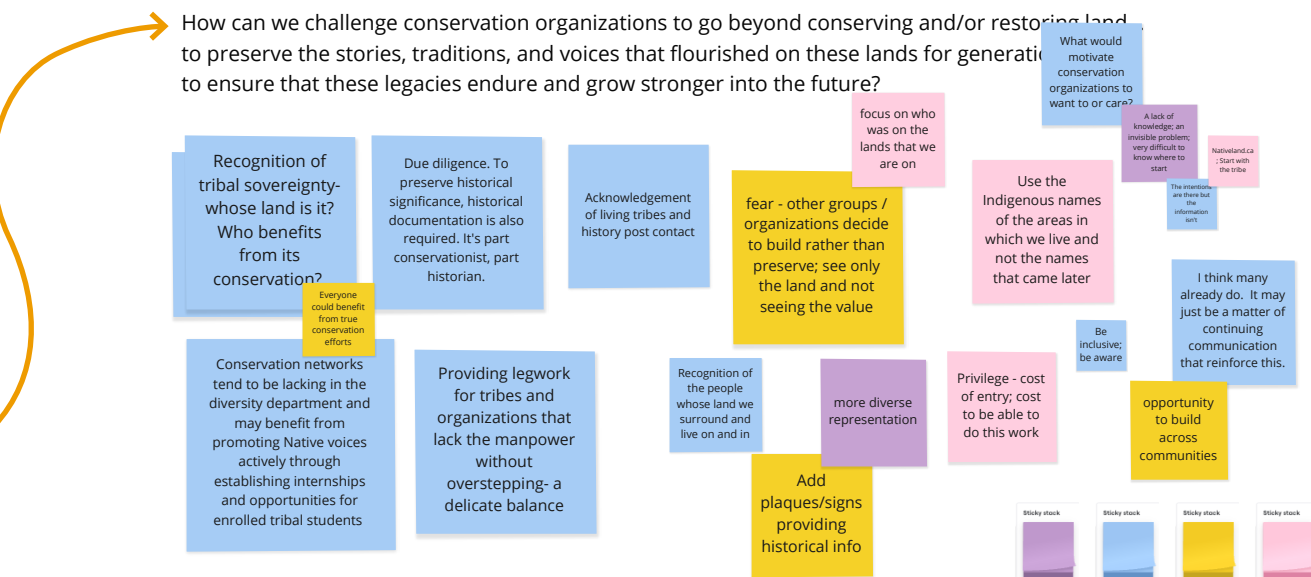 How can we challenge conservation organizations to go beyond conserving and/or restoring land
to preserve the stories, traditions, and voices that flourished on these lands for
to ensure that these legacies endure and grow stronger into the future?
What would
motivate
conservation
organizations to
want to or care?
A lack of
knowledge; an
invisible problem;
very difficult to
know where to
start
Nativeland.ca
; Start with
the tribe
The intentions
are there but
the
information
isn't
focus on who
was on the
lands that we
are on
Recognition of
tribal sovereignty-
whose land is it?
Who benefits
from its
conservation?
Everyone
could benefit
from true
conservation
efforts
Due diligence. To
preserve historical
significance, historical
documentation is also
required. It's part
conservationist, part
historian.
Acknowledgement
of living tribes and
history post contact
fear - other groups /
organizations decide
to build rather than
preserve; see only
the land and not
seeing the value
Use the
Indigenous names
of the areas in
which we live and
not the names
that came later
I think many
already do. It may
just be a matter of
continuing
communication
that reinforce this.
Be
inclusive;
be aware
Conservation networks
tend to be lacking in the
diversity department and
may benefit from
promoting Native voices
actively through
establishing internships
and opportunities for
enrolled tribal students
Providing legwork
for tribes and
organizations that
lack the manpower
without
overstepping- a
delicate balance
Recognition of
the people
whose land we
surround and
live on and in
more diverse
representation
Privilege - cost
of entry; cost
to be able to
do this work
opportunity
to build
across
communities
Add
plaques/signs
providing
historical info
Sticky stack
Sticky stack
Sticky stack
Sticky stack